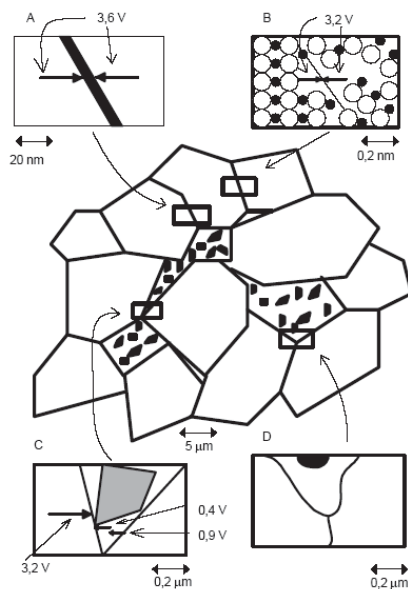 A
3,6 V
20 nm
B
3,2 V
0,2 nm
5 μm
C
0,4 V
0,9 V
3,2 V
0,2 μm
D
0,2 μm